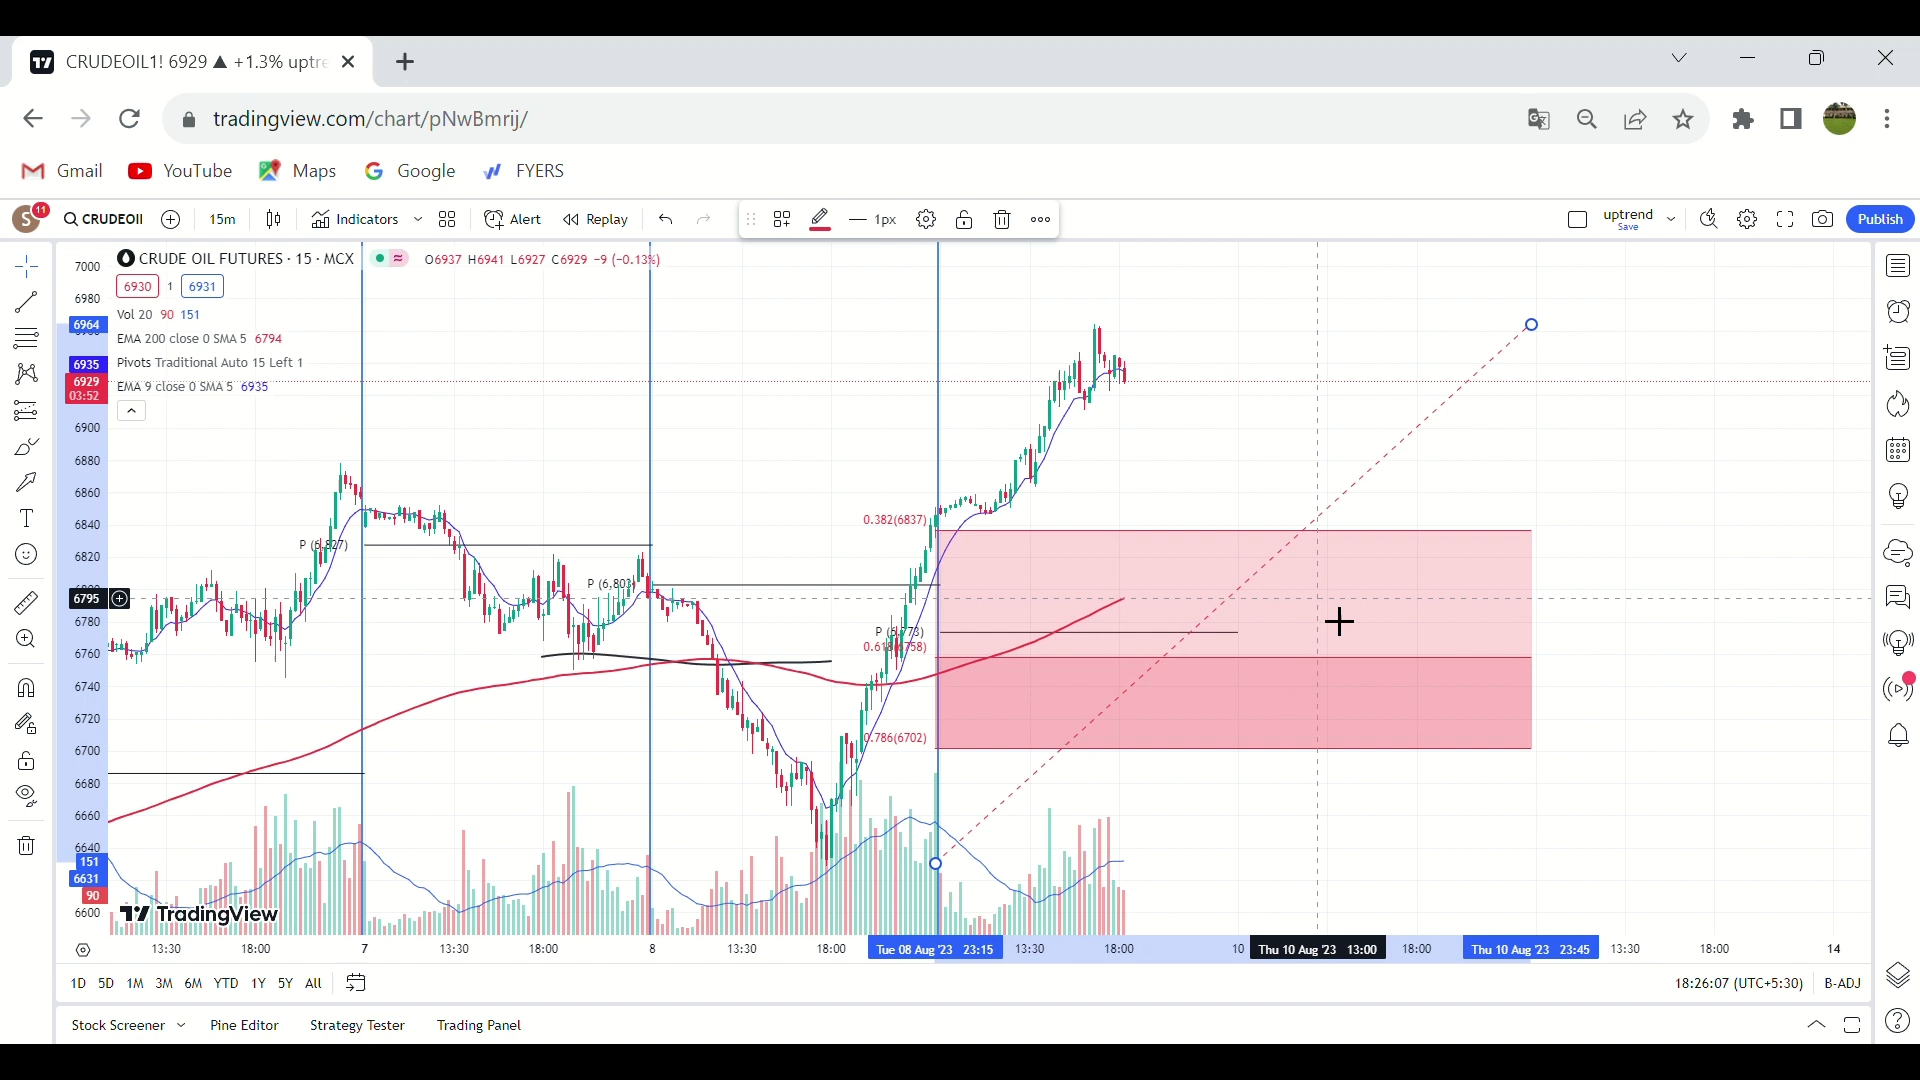 CRUDEOIL1! 6929 ▲ +1.3% uptre
tradingview.com/chart/pNwBmrij/
Gmail YouTube Maps Google FYERS
S 11 CRUDEOIl 15m Indicators Alert Replay 1px uptrend Save Publish
CRUDE OIL FUTURES · 15 · MCX O6937 H6941 L6927 C6929 −9 (−0.13%)
6930 1 6931
Vol 20 90 151
EMA 200 close 0 SMA 5 6794
Pivots Traditional Auto 15 Left 1
EMA 9 close 0 SMA 5 6935
7000
6980
6964
6935
6929
03:52
6900
6880
6860
6840
6820
6795
6780
6760
6740
6720
6700
6680
6660
6640
151
6631
90
6600
0.382(6837)
P (6,827)
P (6,803)
P (6,773)
0.618(6758)
0.786(6702)
TradingView
13:30 18:00 7 13:30 18:00 8 13:30 18:00 Tue 08 Aug '23 23:15 13:30 18:00 10 Thu 10 Aug '23 13:00 18:00 Thu 10 Aug '23 23:45 13:30 18:00 14
1D 5D 1M 3M 6M YTD 1Y 5Y All 18:26:07 (UTC+5:30) B-ADJ
Stock Screener Pine Editor Strategy Tester Trading Panel